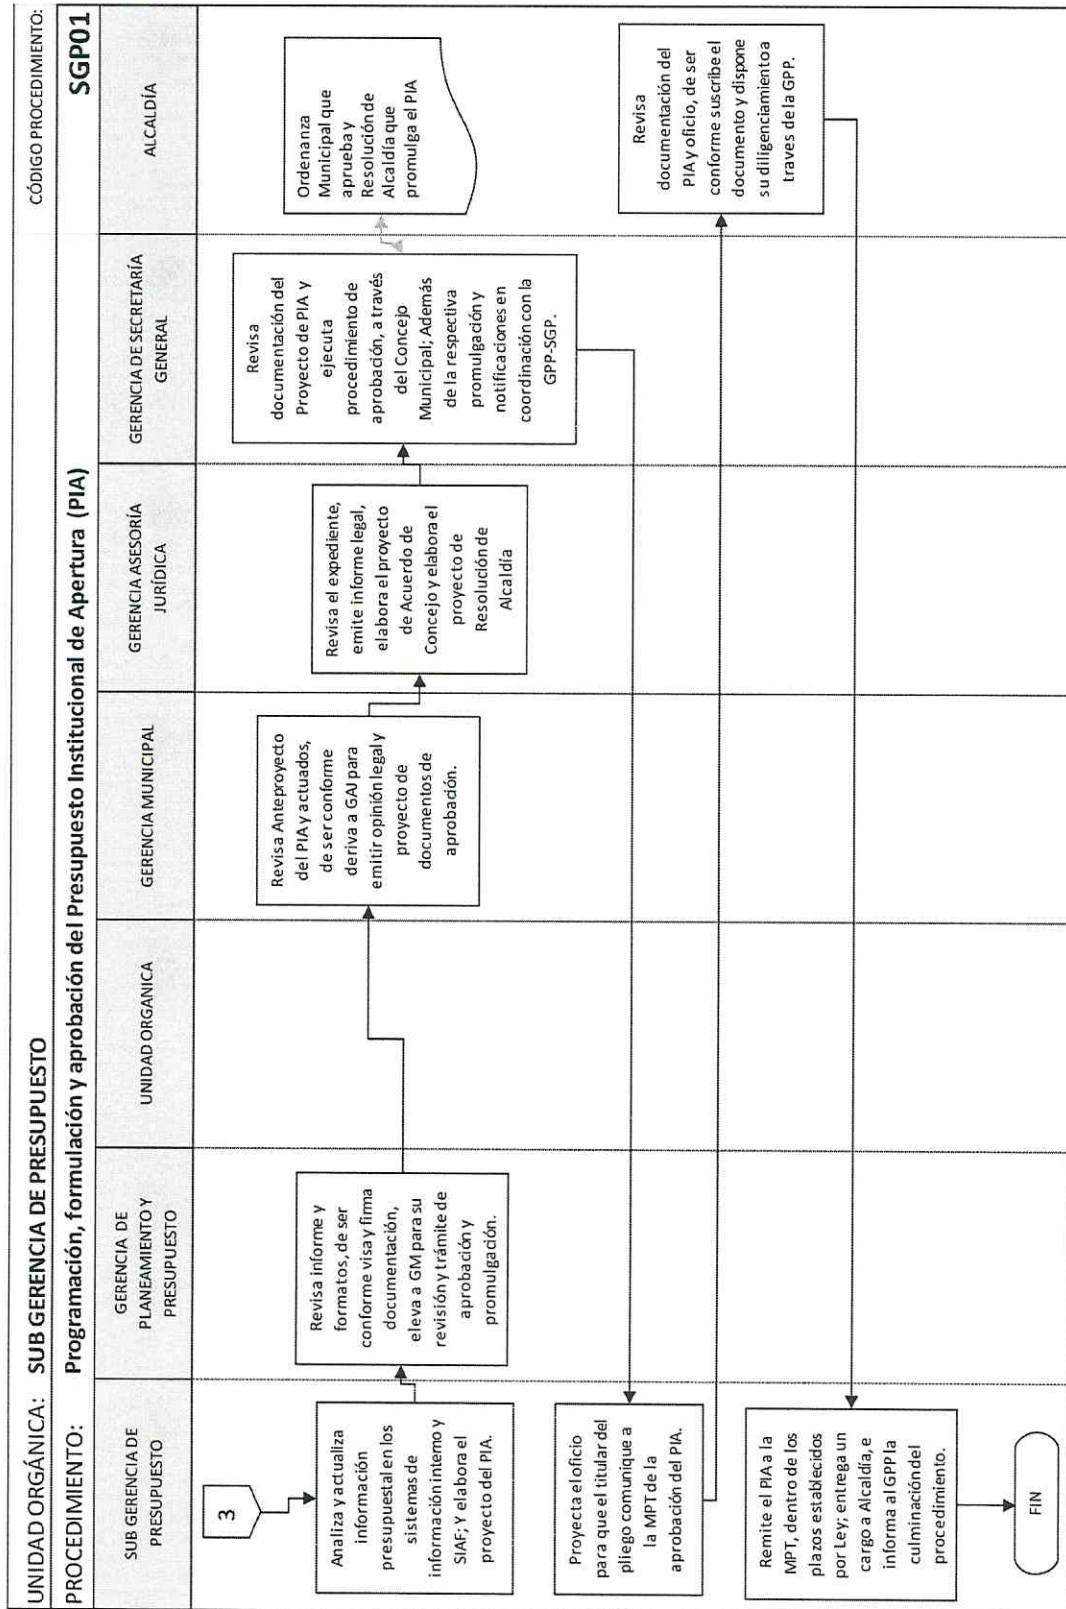 UNIDAD ORGÁNICA: SUB GERENCIA DE PRESUPUESTO
CÓDIGO PROCEDIMIENTO:
PROCEDIMIENTO: Programación, formulación y aprobación del Presupuesto Institucional de Apertura (PIA)
SGP01
SUB GERENCIA DE
PRESUPUESTO
GERENCIA DE
PLANEAMIENTO Y
PRESUPUESTO
UNIDAD ORGANICA
GERENCIA MUNICIPAL
GERENCIA ASESORÍA
JURÍDICA
GERENCIA DE SECRETARÍA
GENERAL
ALCALDÍA
3
Analiza y actualiza
información
presupuestal en los
sistemas de
información interno y
SIAF; Y elabora el
proyecto del PIA.
Revisa informe y
formatos, de ser
conforme visa y firma
documentación,
eleva a GM para su
revisión y trámite de
aprobación y
promulgación.
Revisa Anteproyecto
del PIA y actuados,
de ser conforme
deriva a GAJ para
emitir opinión legal y
proyecto de
documentos de
aprobación.
Revisa el expediente,
emite informe legal,
elabora el proyecto
de Acuerdo de
Concejo y elabora el
proyecto de
Resolución de
Alcaldía
Revisa
documentación del
Proyecto de PIA y
ejecuta
procedimiento de
aprobación, a través
del Concejo
Municipal; Además
de la respectiva
promulgación y
notificaciones en
coordinación con la
GPP-SGP.
Ordenanza
Municipal que
aprueba y
Resolución de
Alcaldía que
promulga el PIA
Proyecta el oficio
para que el titular del
pliego comunique a
la MPT de la
aprobación del PIA.
Revisa
documentación del
PIA y oficio, de ser
conforme suscribe el
documento y dispone
su diligenciamiento a
traves de la GPP.
Remite el PIA a la
MPT, dentro de los
plazos establecidos
por Ley; entrega un
cargo a Alcaldía, e
informa al GPP la
culminación del
procedimiento.
FIN